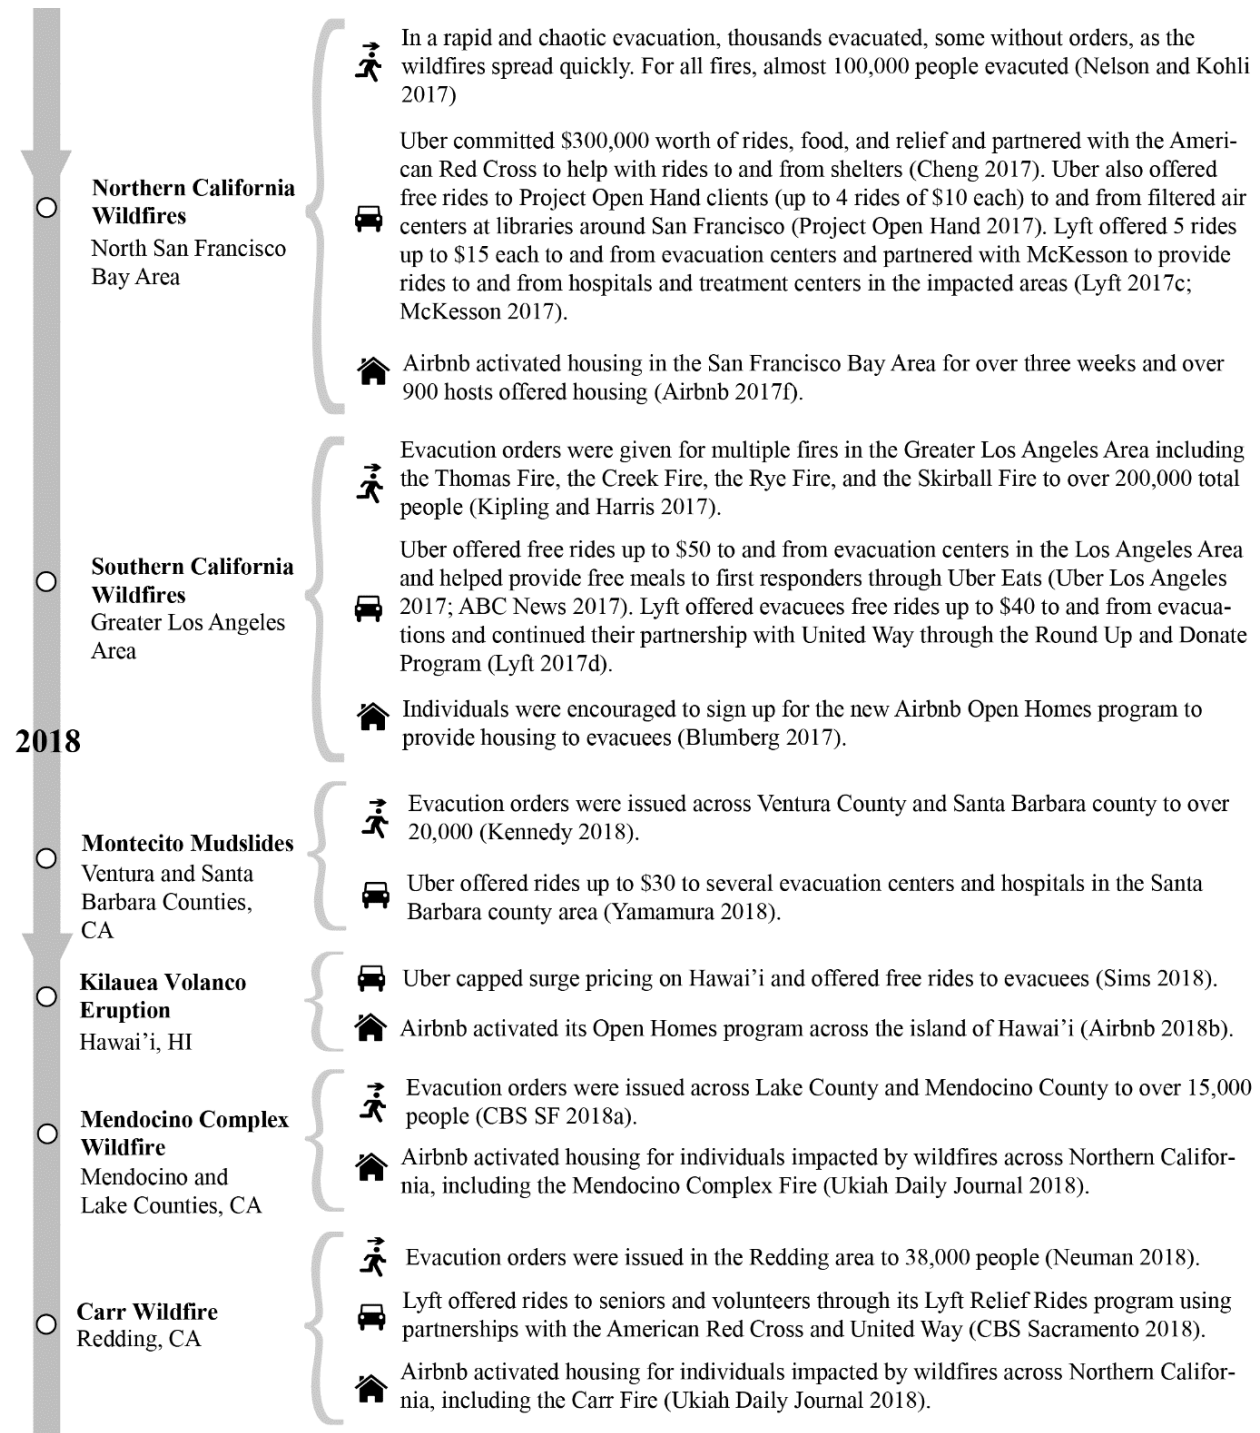 In a rapid and chaotic evacuation, thousands evacuated, some without orders, as the
wildfires spread quickly. For all fires, almost 100,000 people evacuted (Nelson and Kohli
2017)
Northern California
Wildfires
North San Francisco
Bay Area
Uber committed $300,000 worth of rides, food, and relief and partnered with the Ameri-
can Red Cross to help with rides to and from shelters (Cheng 2017). Uber also offered
free rides to Project Open Hand clients (up to 4 rides of $10 each) to and from filtered air
centers at libraries around San Francisco (Project Open Hand 2017). Lyft offered 5 rides
up to $15 each to and from evacuation centers and partnered with McKesson to provide
rides to and from hospitals and treatment centers in the impacted areas (Lyft 2017c;
McKesson 2017).
Airbnb activated housing in the San Francisco Bay Area for over three weeks and over
900 hosts offered housing (Airbnb 2017f).
Southern California
Wildfires
Greater Los Angeles
Area
Evacution orders were given for multiple fires in the Greater Los Angeles Area including
the Thomas Fire, the Creek Fire, the Rye Fire, and the Skirball Fire to over 200,000 total
people (Kipling and Harris 2017).
Uber offered free rides up to $50 to and from evacuation centers in the Los Angeles Area
and helped provide free meals to first responders through Uber Eats (Uber Los Angeles
2017; ABC News 2017). Lyft offered evacuees free rides up to $40 to and from evacua-
tions and continued their partnership with United Way through the Round Up and Donate
Program (Lyft 2017d).
Individuals were encouraged to sign up for the new Airbnb Open Homes program to
provide housing to evacuees (Blumberg 2017).
2018
Montecito Mudslides
Ventura and Santa
Barbara Counties,
CA
Evacution orders were issued across Ventura County and Santa Barbara county to over
20,000 (Kennedy 2018).
Uber offered rides up to $30 to several evacuation centers and hospitals in the Santa
Barbara county area (Yamamura 2018).
Kilauea Volanco
Eruption
Hawai'i, HI
Uber capped surge pricing on Hawai'i and offered free rides to evacuees (Sims 2018).
Airbnb activated its Open Homes program across the island of Hawai'i (Airbnb 2018b).
Mendocino Complex
Wildfire
Mendocino and
Lake Counties, CA
Evacution orders were issued across Lake County and Mendocino County to over 15,000
people (CBS SF 2018a).
Airbnb activated housing for individuals impacted by wildfires across Northern Califor-
nia, including the Mendocino Complex Fire (Ukiah Daily Journal 2018).
Carr Wildfire
Redding, CA
Evacution orders were issued in the Redding area to 38,000 people (Neuman 2018).
Lyft offered rides to seniors and volunteers through its Lyft Relief Rides program using
partnerships with the American Red Cross and United Way (CBS Sacramento 2018).
Airbnb activated housing for individuals impacted by wildfires across Northern Califor-
nia, including the Carr Fire (Ukiah Daily Journal 2018).